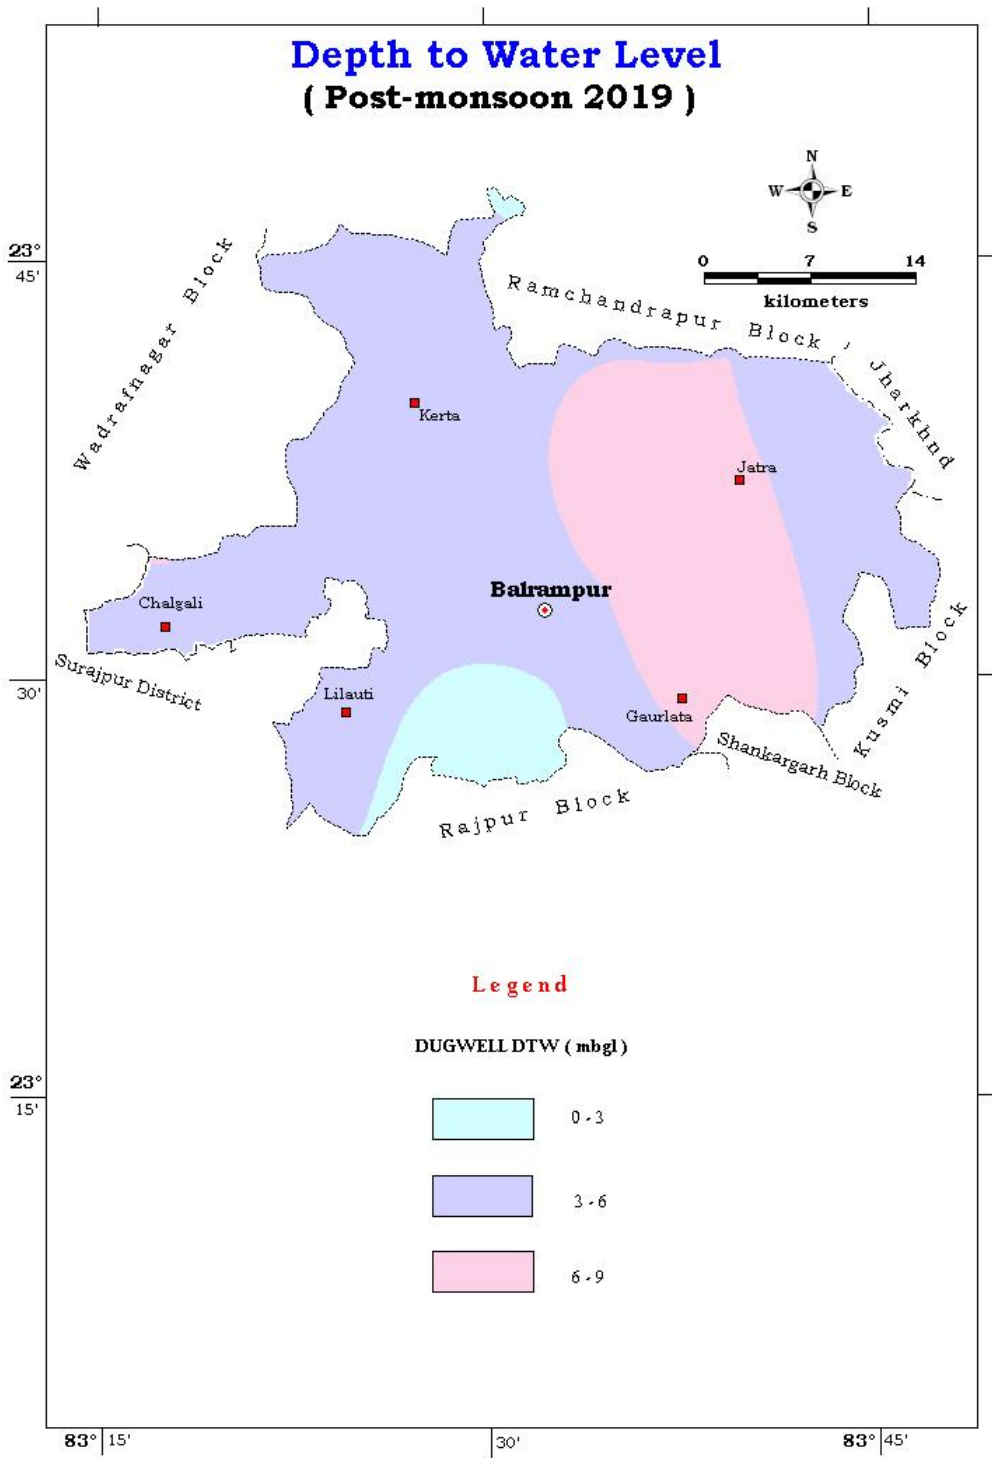 Depth to Water Level
( Post-monsoon 2019 )
N
W E
S
23°
45'
0 7 14
kilometers
Wadrafnagar Block
Ramchandrapur Block / Jharkhnd
Kerta
Jatra
Balrampur
Chalgali
Surajpur District
30'
Lilauti
Gaurlata
Kusmi Block
Shankargarh Block
Rajpur Block
Legend
DUGWELL DTW ( mbgl )
23°
15'
0 - 3
3 - 6
6 - 9
83° 15' 30' 83° 45'